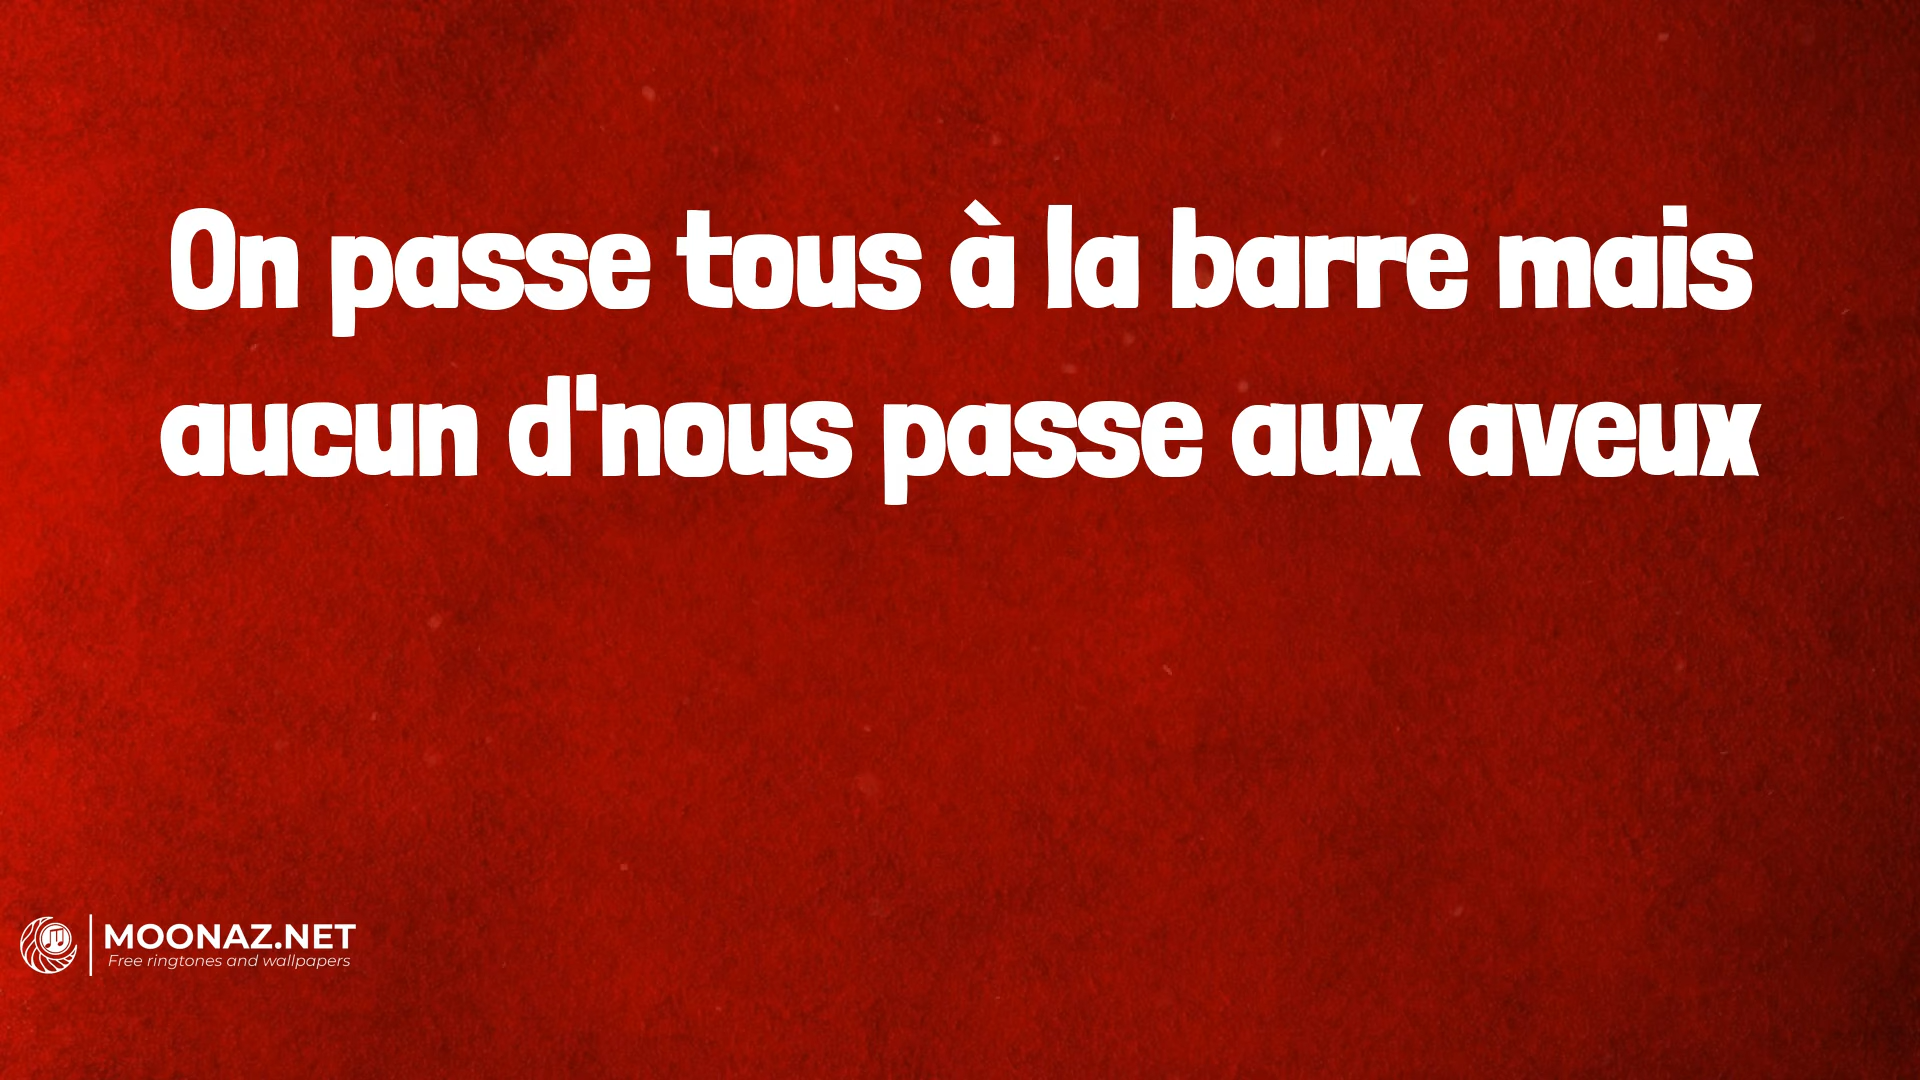 On passe tous à la barre mais
aucun d'nous passe aux aveux
MOONAZ.NET
Free ringtones and wallpapers